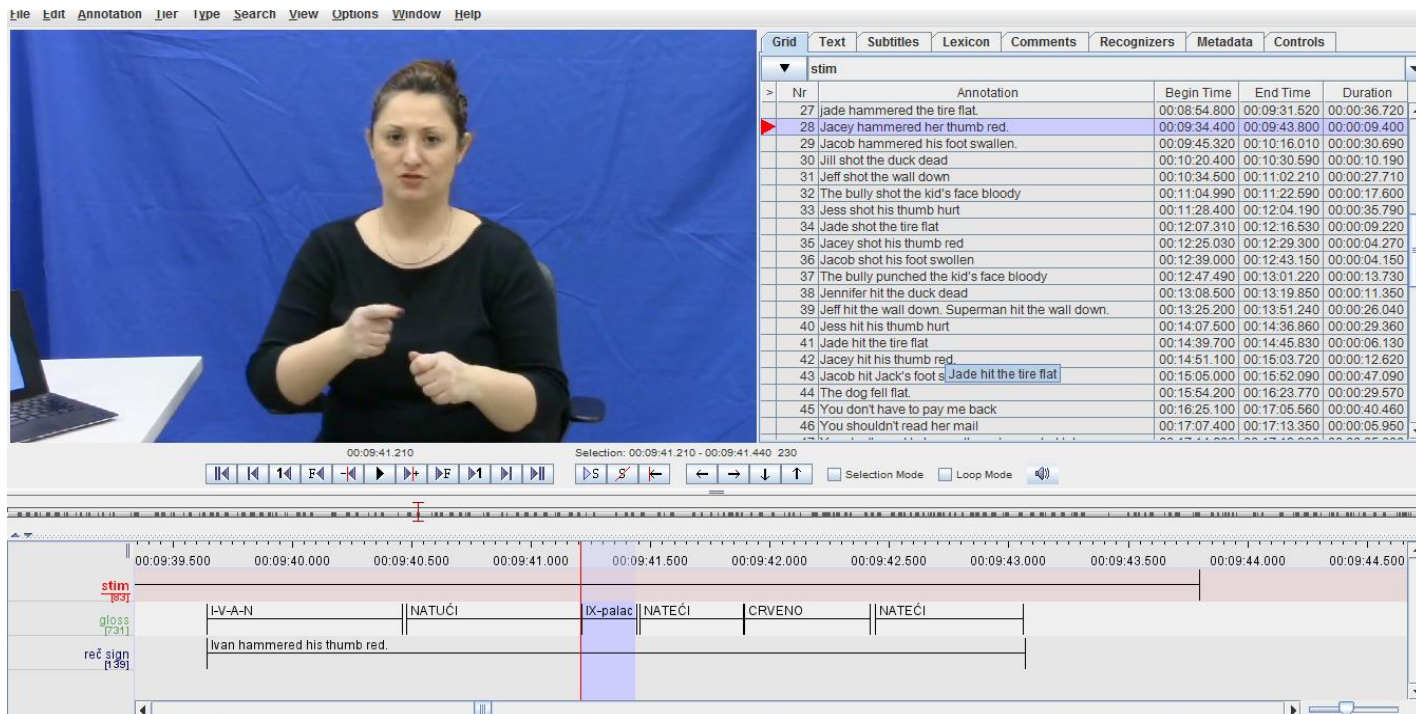 File Edit Annotation Tier Type Search View Options Window Help
Grid Text Subtitles Lexicon Comments Recognizers Metadata Controls
stim
> Nr Annotation Begin Time End Time Duration
27 jade hammered the tire flat. 00:08:54.800 00:09:31.520 00:00:36.720
28 Jacey hammered her thumb red. 00:09:34.400 00:09:43.800 00:00:09.400
29 Jacob hammered his foot swallen. 00:09:45.320 00:10:16.010 00:00:30.690
30 Jill shot the duck dead 00:10:20.400 00:10:30.590 00:00:10.190
31 Jeff shot the wall down 00:10:34.500 00:11:02.210 00:00:27.710
32 The bully shot the kid's face bloody 00:11:04.990 00:11:22.590 00:00:17.600
33 Jess shot his thumb hurt 00:11:28.400 00:12:04.190 00:00:35.790
34 Jade shot the tire flat 00:12:07.310 00:12:16.530 00:00:09.220
35 Jacey shot his thumb red 00:12:25.030 00:12:29.300 00:00:04.270
36 Jacob shot his foot swollen 00:12:39.000 00:12:43.150 00:00:04.150
37 The bully punched the kid's face bloody 00:12:47.490 00:13:01.220 00:00:13.730
38 Jennifer hit the duck dead 00:13:08.500 00:13:19.850 00:00:11.350
39 Jeff hit the wall down. Superman hit the wall down. 00:13:25.200 00:13:51.240 00:00:26.040
40 Jess hit his thumb hurt 00:14:07.500 00:14:36.860 00:00:29.360
41 Jade hit the tire flat 00:14:39.700 00:14:45.830 00:00:06.130
42 Jacey hit his thumb red. 00:14:51.100 00:15:03.720 00:00:12.620
43 Jacob hit Jack's foot s Jade hit the tire flat 00:15:05.000 00:15:52.090 00:00:47.090
44 The dog fell flat. 00:15:54.200 00:16:23.770 00:00:29.570
45 You don't have to pay me back 00:16:25.100 00:17:05.560 00:00:40.460
46 You shouldn't read her mail 00:17:07.400 00:17:13.350 00:00:05.950
00:09:41.210 Selection: 00:09:41.210 - 00:09:41.440 230
1 F F 1 S S Selection Mode Loop Mode
00:09:39.500 00:09:40.000 00:09:40.500 00:09:41.000 00:09:41.500 00:09:42.000 00:09:42.500 00:09:43.000 00:09:43.500 00:09:44.000 00:09:44.500
stim
[83]
gloss I-V-A-N NATUĆI IX-palac NATEĆI CRVENO NATEĆI
[731]
reč sign Ivan hammered his thumb red.
[139]